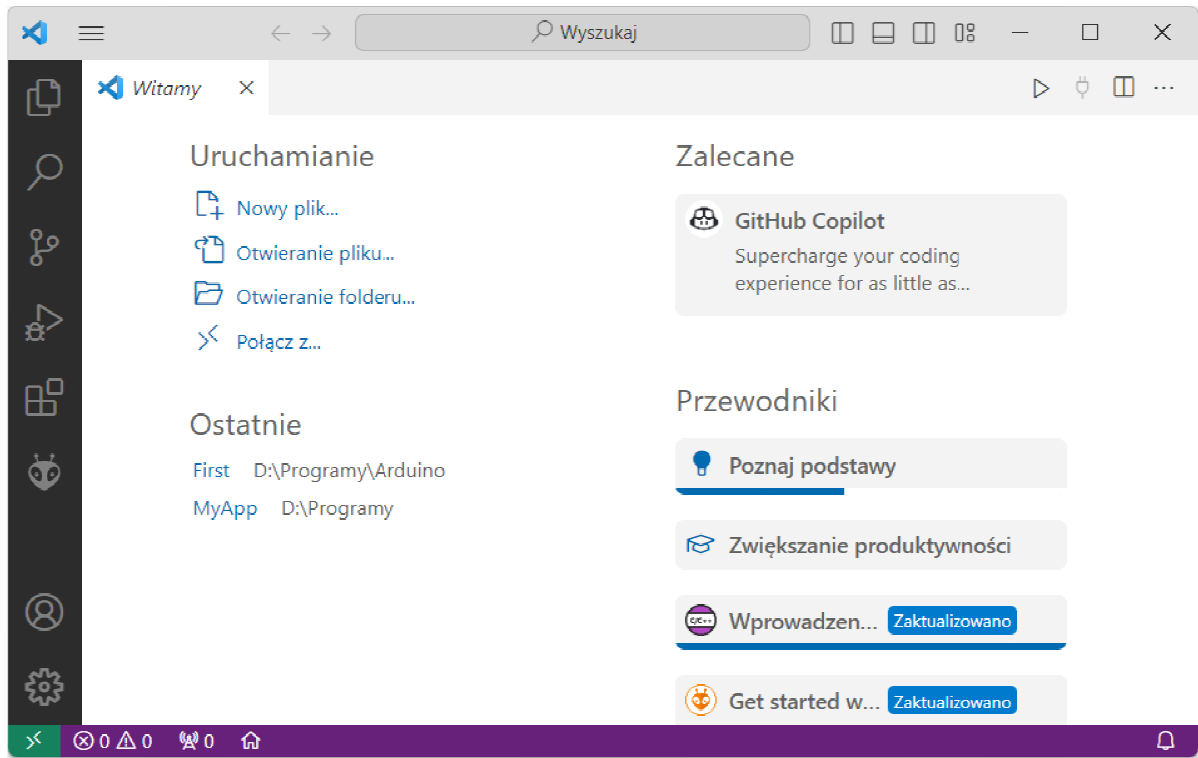 Wyszukaj
Witamy
Uruchamianie
Nowy plik...
Otwieranie pliku...
Otwieranie folderu...
Połącz z...
Ostatnie
First D:\Programy\Arduino
MyApp D:\Programy
Zalecane
GitHub Copilot
Supercharge your coding
experience for as little as...
Przewodniki
Poznaj podstawy
Zwiększanie produktywności
C/C++ Wprowadzen... Zaktualizowano
Get started w... Zaktualizowano
0 0 0